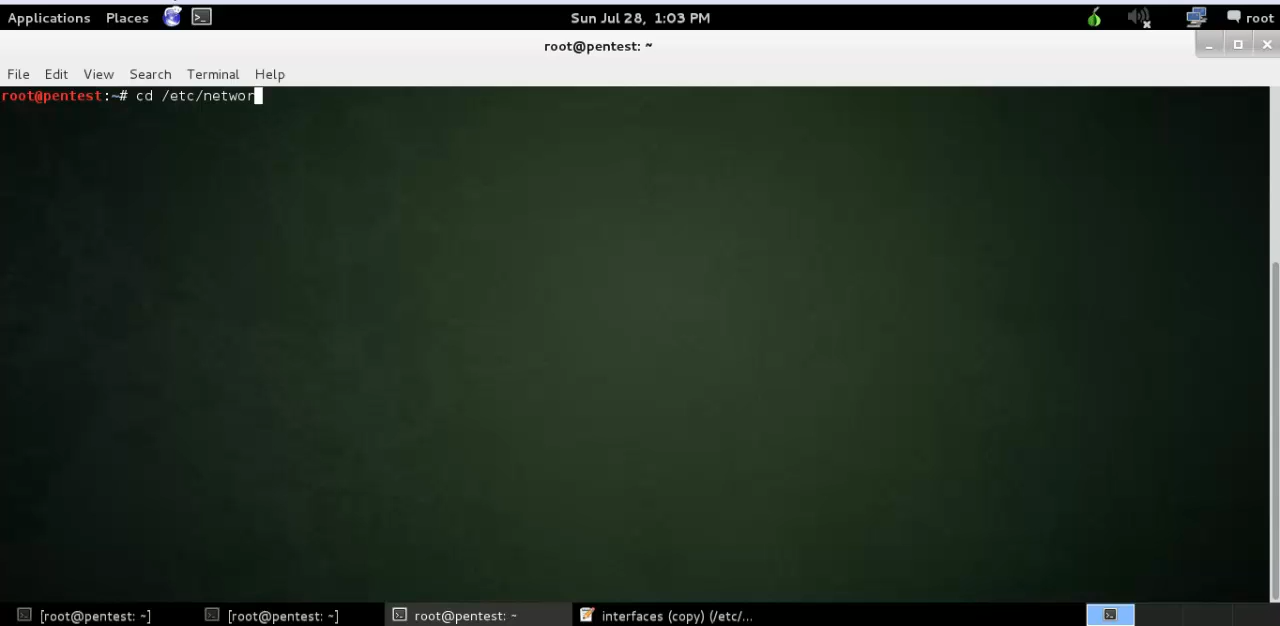 Applications Places Sun Jul 28, 1:03 PM root
root@pentest: ~
File Edit View Search Terminal Help
root@pentest:~# cd /etc/networ
[root@pentest: ~] [root@pentest: ~] root@pentest: ~ interfaces (copy) (/etc/...